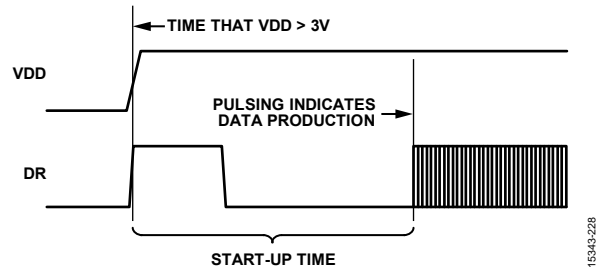 TIME THAT VDD > 3V
VDD
PULSING INDICATES
DATA PRODUCTION
DR
START-UP TIME
15343-228